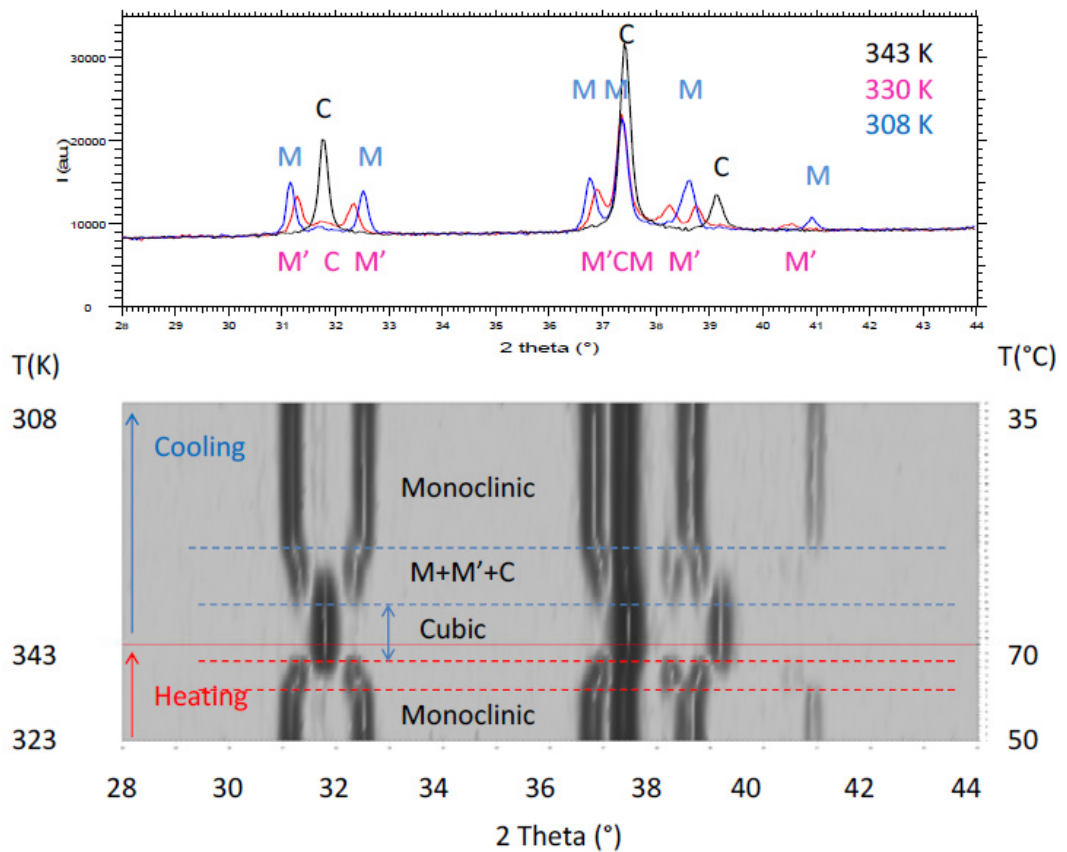 C
343 K
330 K
308 K
M M M
C
M M
C
M
30000
20000
10000
0
I (au)
M' C M' M' C M M' M'
28 29 30 31 32 33 34 35 36 37 38 39 40 41 42 43 44
2 theta (°)
T(K) T(°C)
308 35
Cooling
Monoclinic
M+M'+C
Cubic
343 70
Heating
Monoclinic
323 50
28 30 32 34 36 38 40 42 44
2 Theta (°)